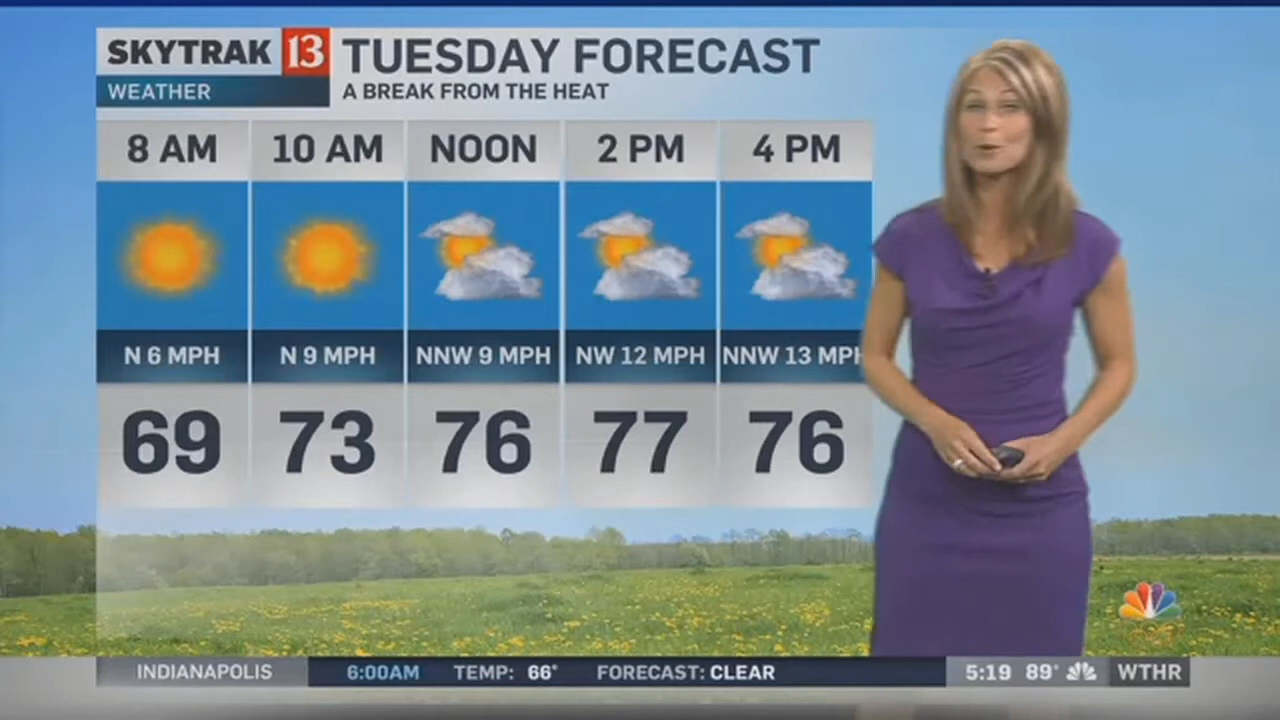 SKYTRAK 13
WEATHER
TUESDAY FORECAST
A BREAK FROM THE HEAT
8 AM 10 AM NOON 2 PM 4 PM
N 6 MPH N 9 MPH NNW 9 MPH NW 12 MPH NNW 13 MPH
69 73 76 77 76
INDIANAPOLIS 6:00AM TEMP: 66° FORECAST: CLEAR 5:19 89° WTHR